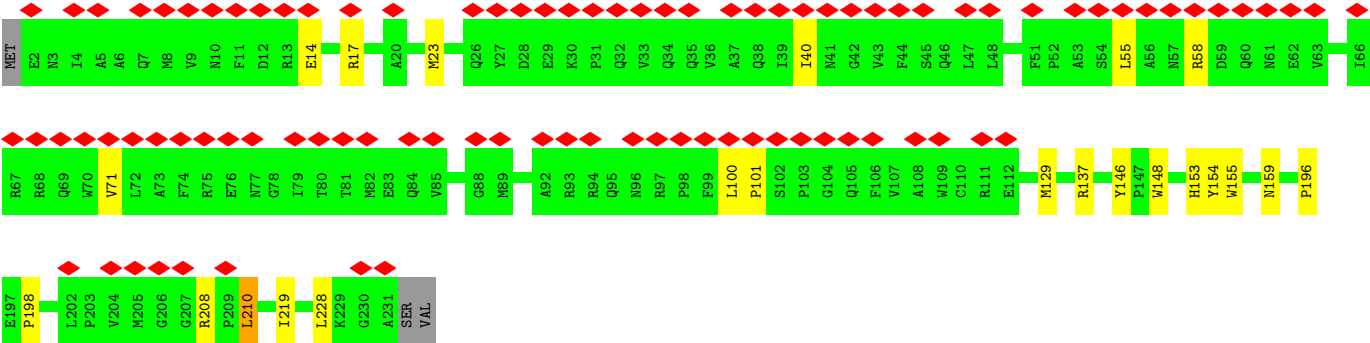 MET E2 N3 I4 A5 A6 Q7 M8 V9 N10 F11 D12 R13 E14 R17 A20 M23 Q26 Y27 D28 E29 K30 P31 Q32 V33 Q34 Q35 V36 A37 Q38 I39 I40 N41 G42 V43 F44 S45 Q46 L47 L48 F51 P52 A53 S54 L55 A56 N57 R58 D59 Q60 N61 E62 V63 I66
R67 R68 Q69 W70 V71 L72 A73 F74 R75 E76 N77 G78 I79 T80 T81 M82 E83 Q84 V85 G88 M89 A92 R93 R94 Q95 N96 R97 P98 F99 L100 P101 S102 P103 G104 Q105 F106 V107 A108 W109 C110 R111 E112 M129 R137 Y146 P147 W148 H153 Y154 W155 N159 P196
E197 P198 L202 P203 V204 M205 G206 G207 R208 P209 L210 I219 L228 K229 G230 A231 SER VAL